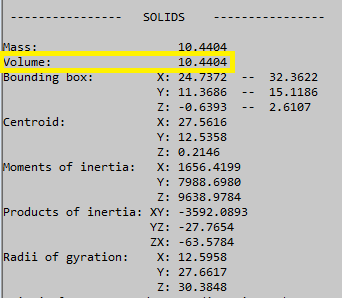 ---------------- SOLIDS ----------------
Mass: 10.4404
Volume: 10.4404
Bounding box: X: 24.7372 -- 32.3622
Y: 11.3686 -- 15.1186
Z: -0.6393 -- 2.6107
Centroid: X: 27.5616
Y: 12.5358
Z: 0.2146
Moments of inertia: X: 1656.4199
Y: 7988.6980
Z: 9638.9784
Products of inertia: XY: -3592.0893
YZ: -27.7654
ZX: -63.5784
Radii of gyration: X: 12.5958
Y: 27.6617
Z: 30.3848